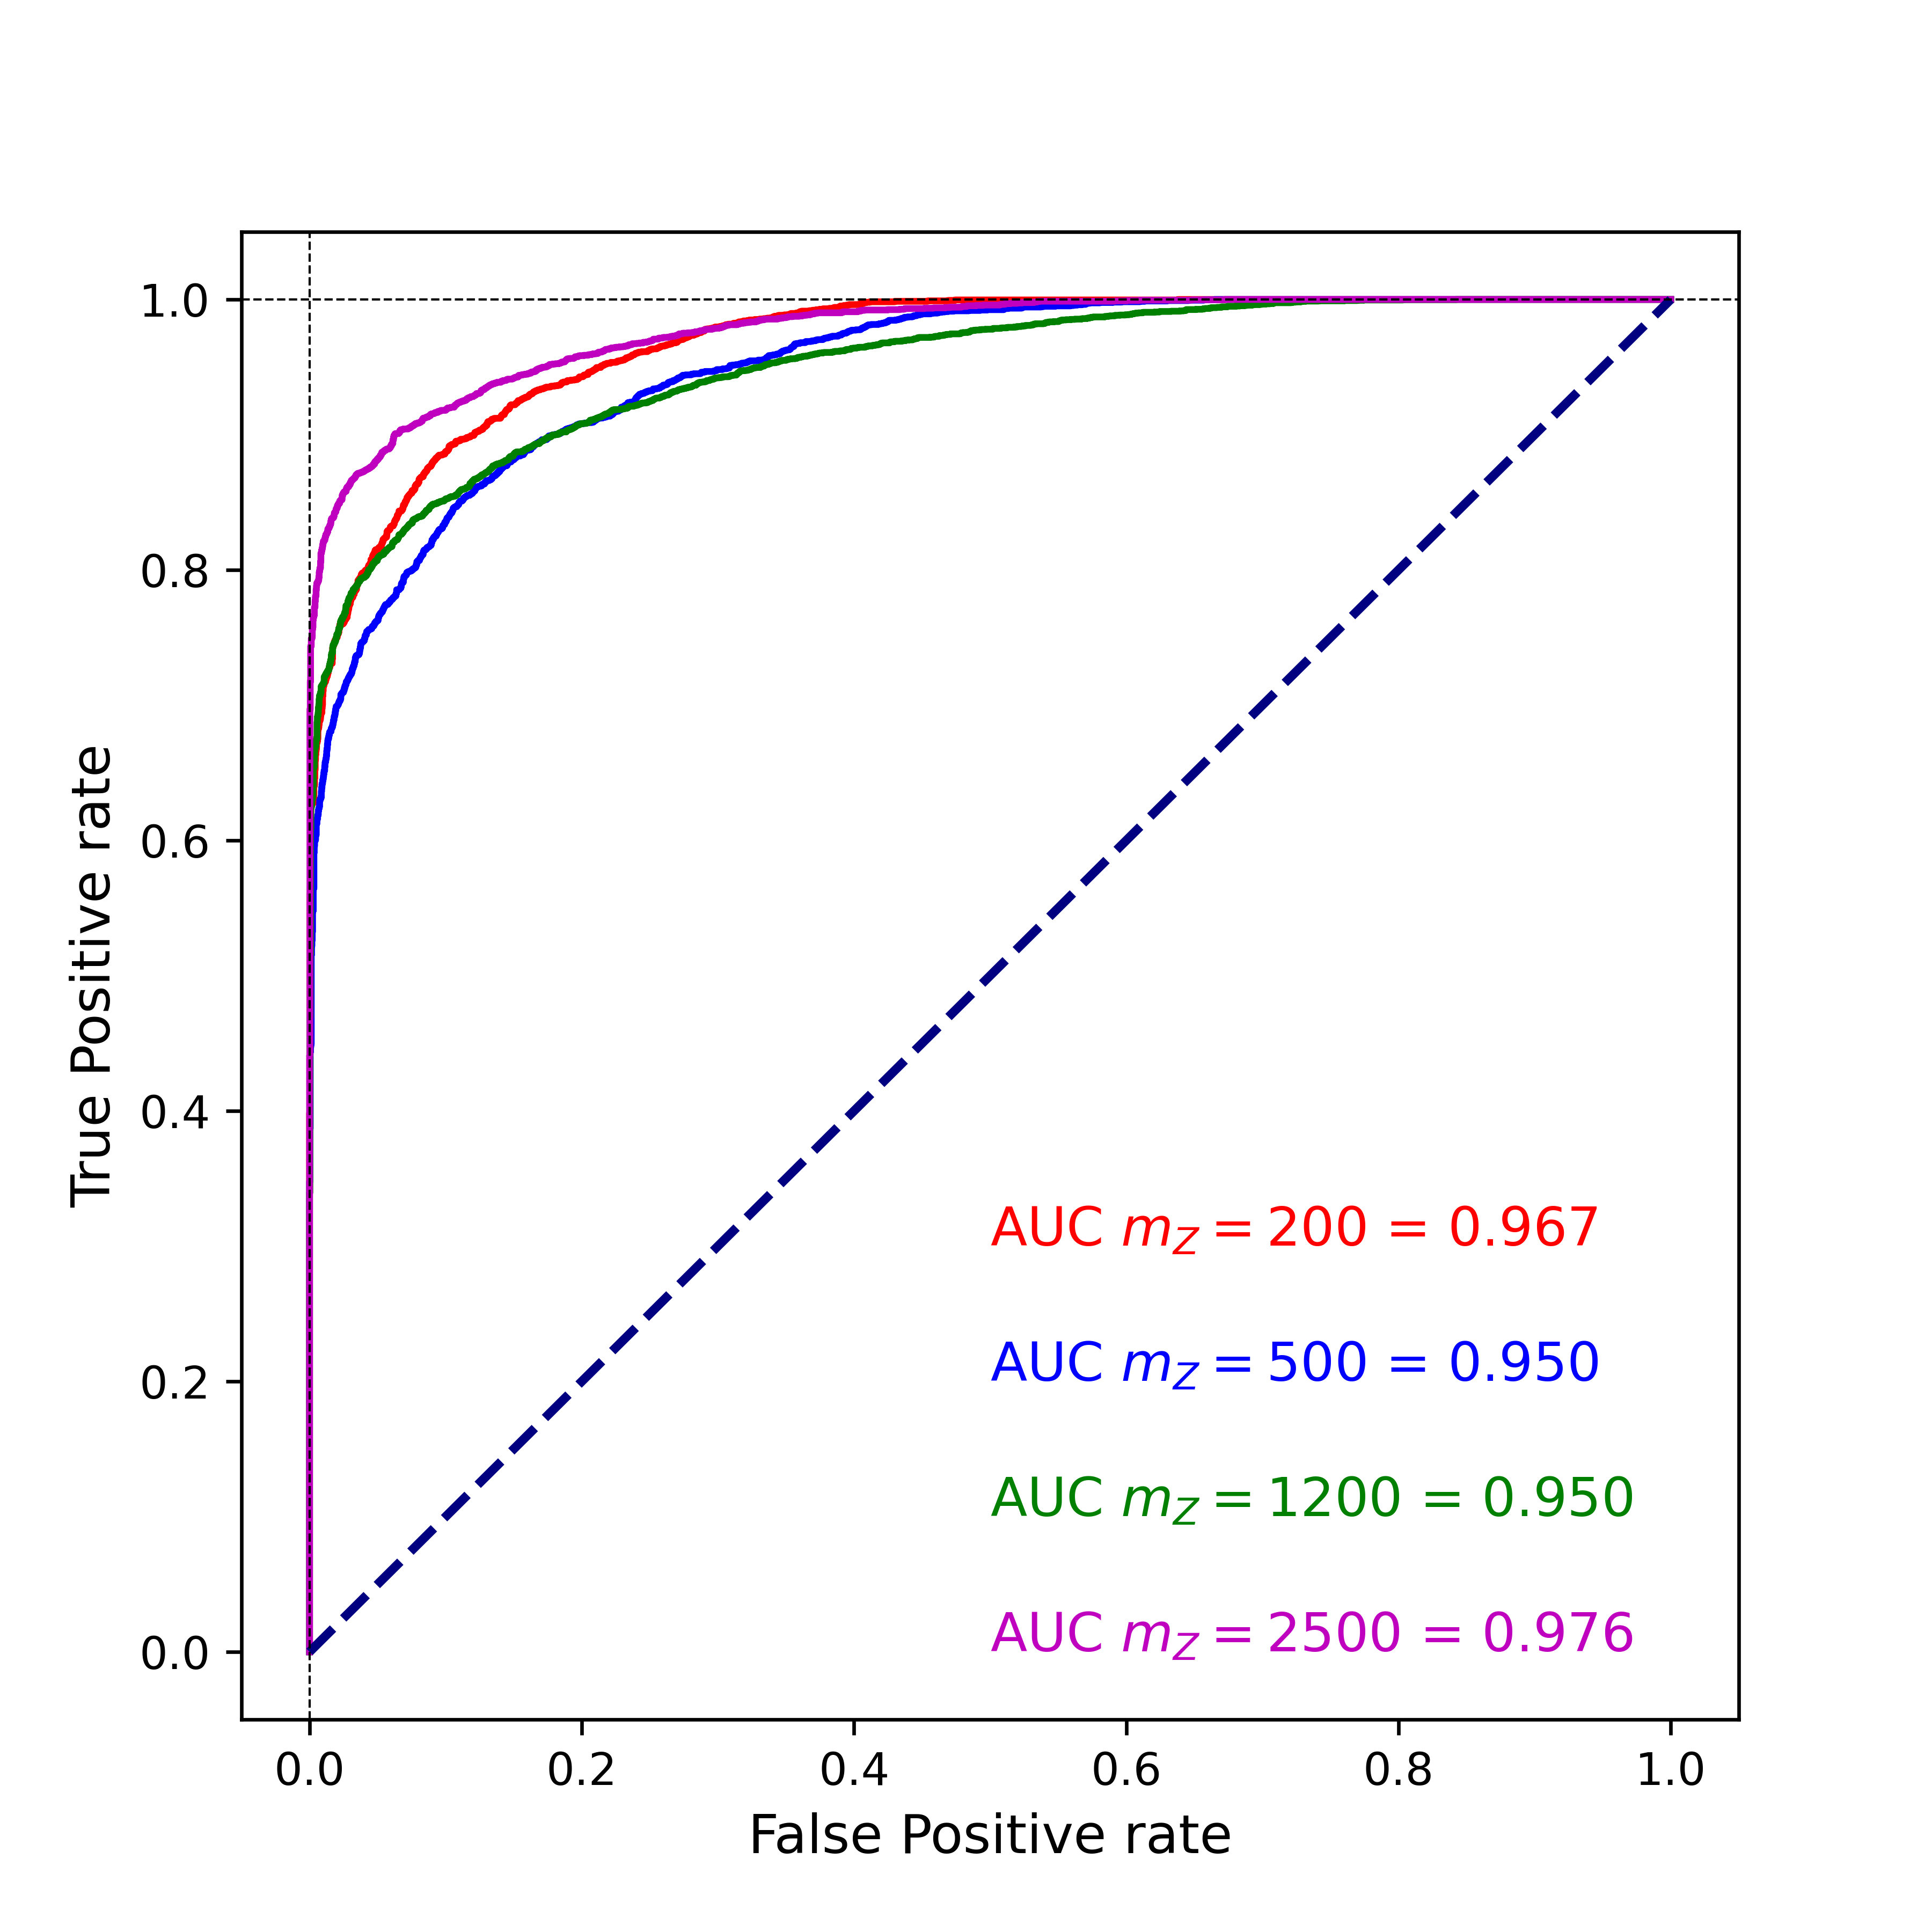 True Positive rate
1.0
0.8
0.6
0.4
0.2
0.0
AUC m_Z = 200 = 0.967
AUC m_Z = 500 = 0.950
AUC m_Z = 1200 = 0.950
AUC m_Z = 2500 = 0.976
0.0 0.2 0.4 0.6 0.8 1.0
False Positive rate